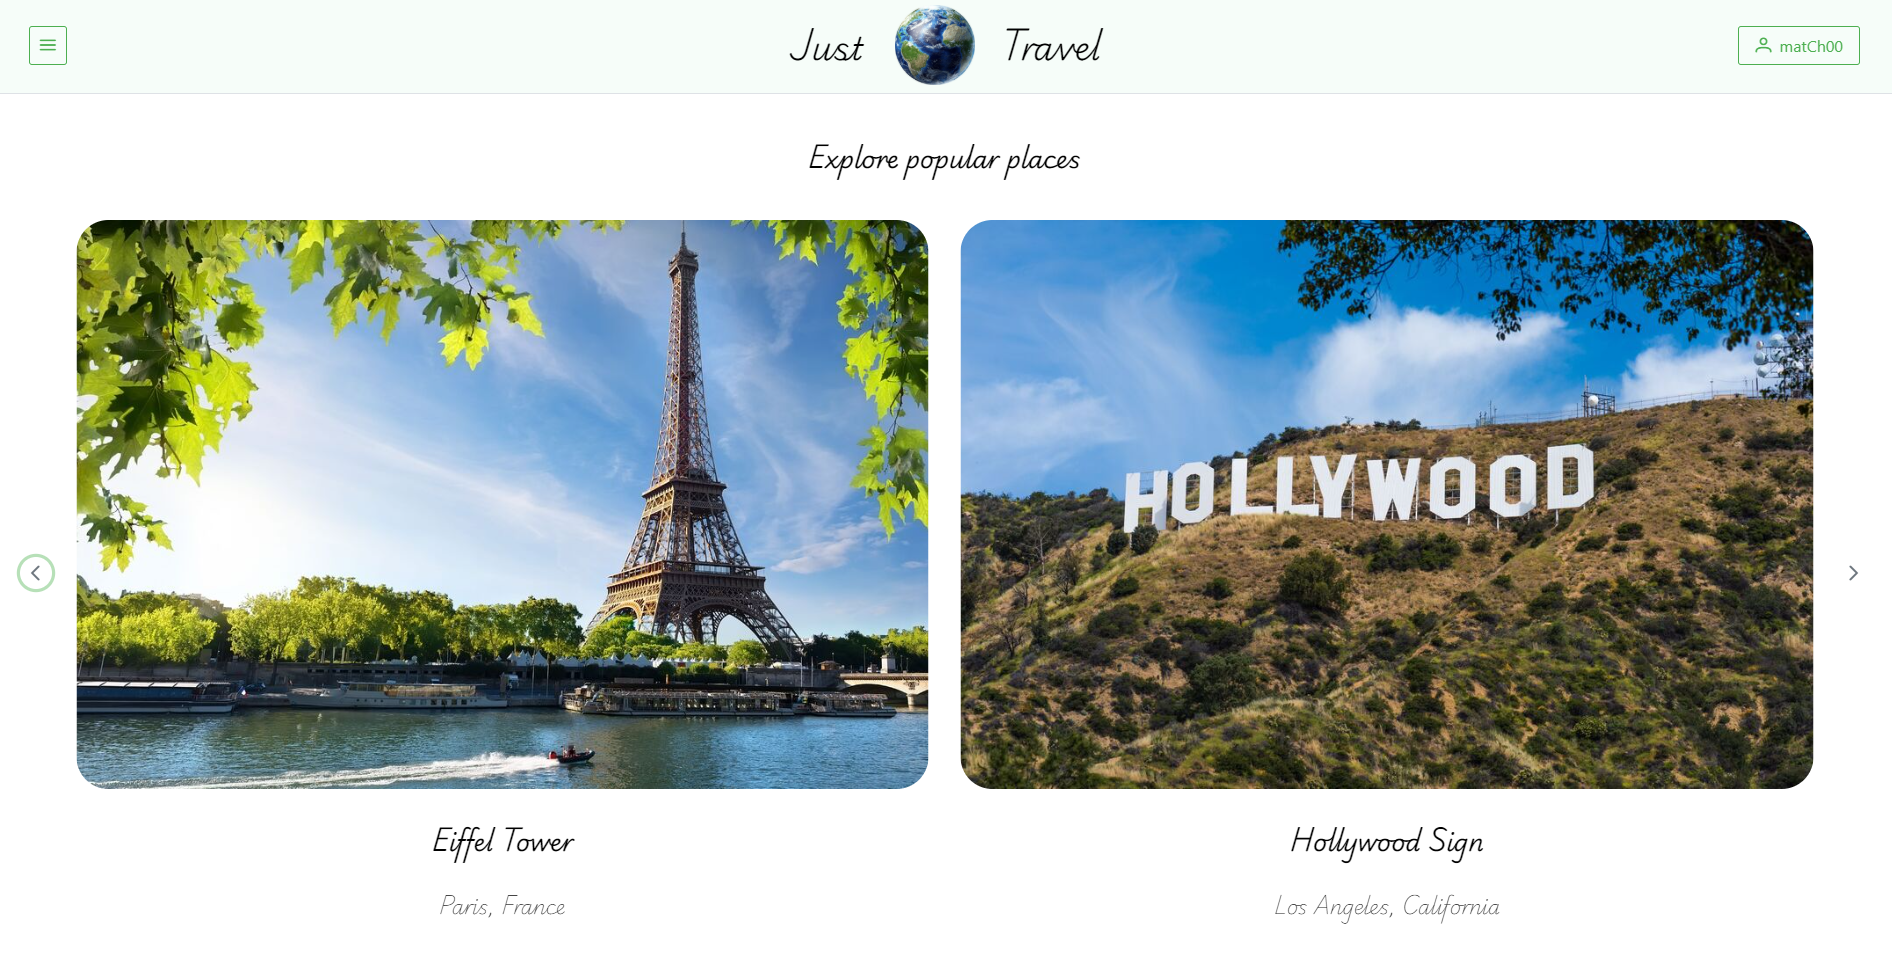 Just Travel
matCh00
Explore popular places
HOLLYWOOD
Eiffel Tower
Hollywood Sign
Paris, France
Los Angeles, California